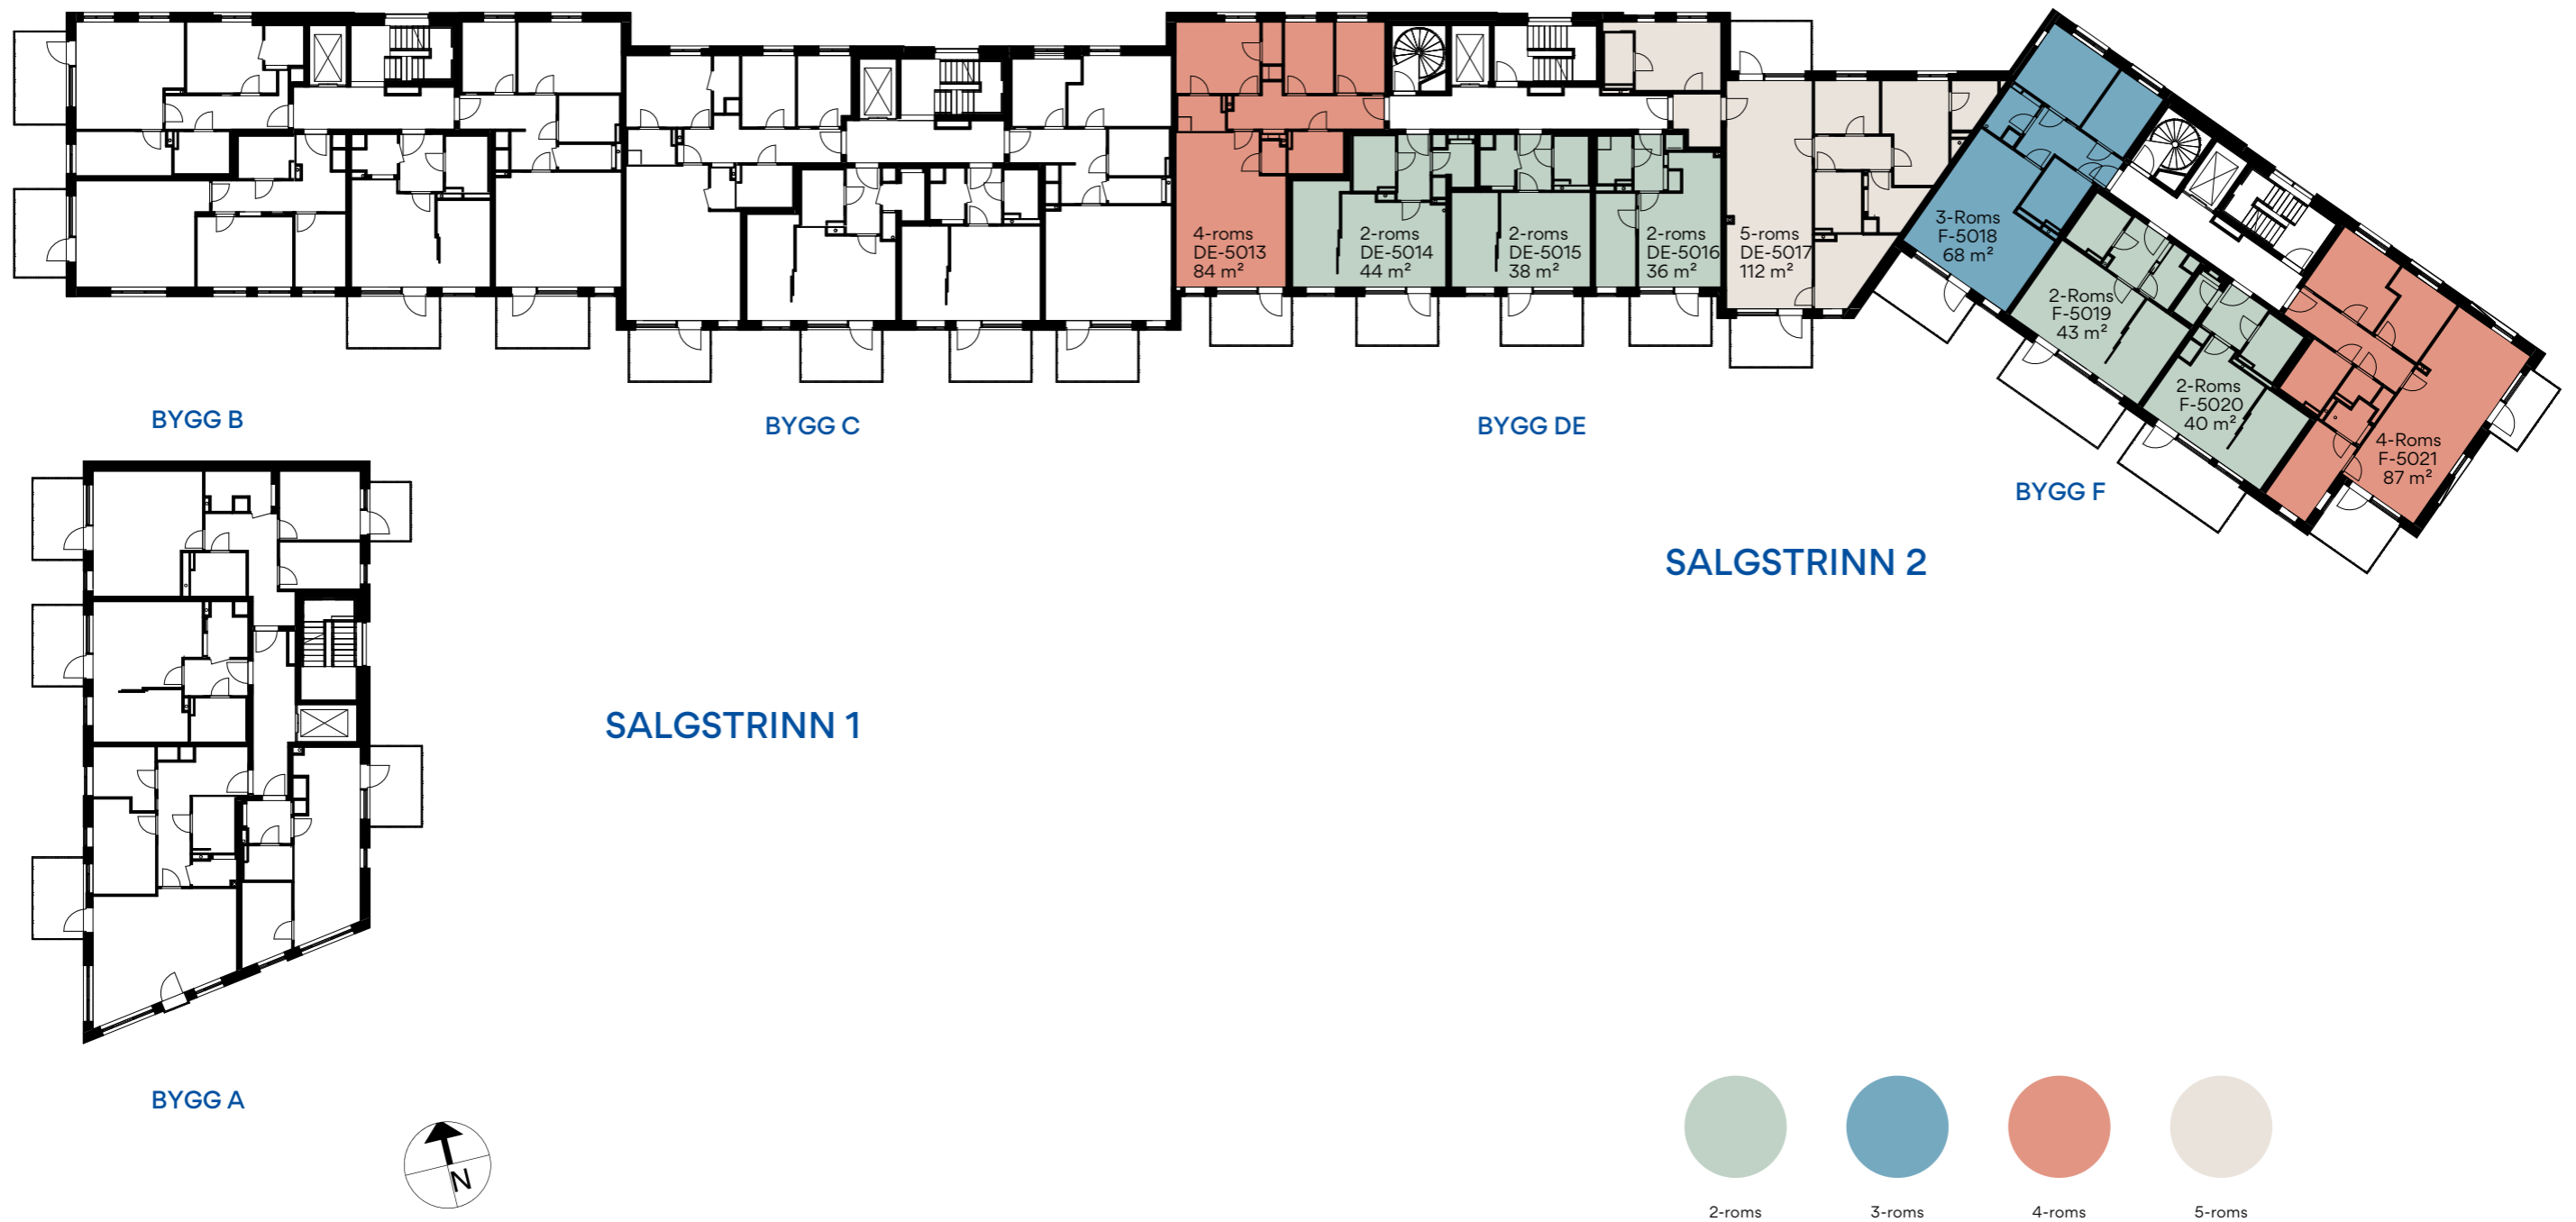 4-roms
DE-5013
84 m²
2-roms
DE-5014
44 m²
2-roms
DE-5015
38 m²
2-roms
DE-5016
36 m²
5-roms
DE-5017
112 m²
3-Roms
F-5018
68 m²
2-Roms
F-5019
43 m²
2-Roms
F-5020
40 m²
4-Roms
F-5021
87 m²
BYGG B
BYGG C
BYGG DE
BYGG F
SALGSTRINN 2
SALGSTRINN 1
BYGG A
N
2-roms
3-roms
4-roms
5-roms